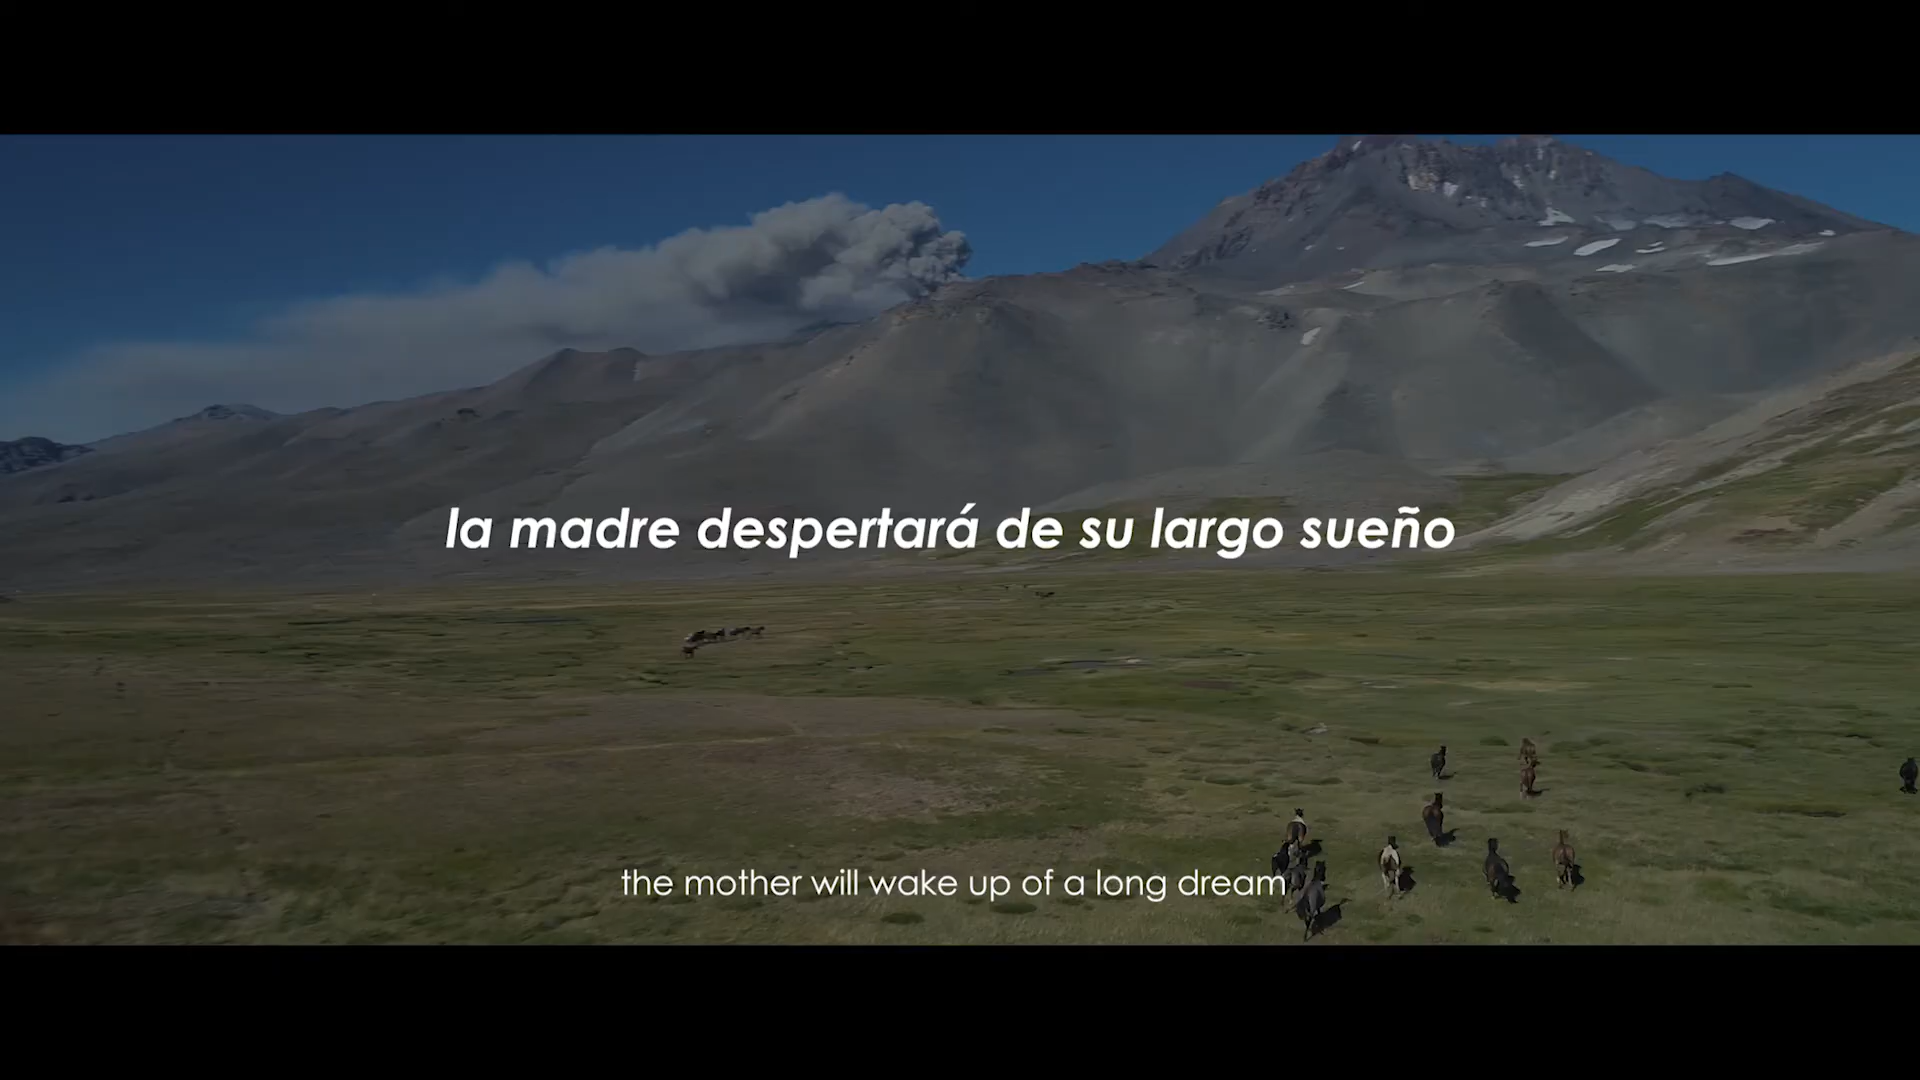 la madre despertará de su largo sueño
the mother will wake up of a long dream